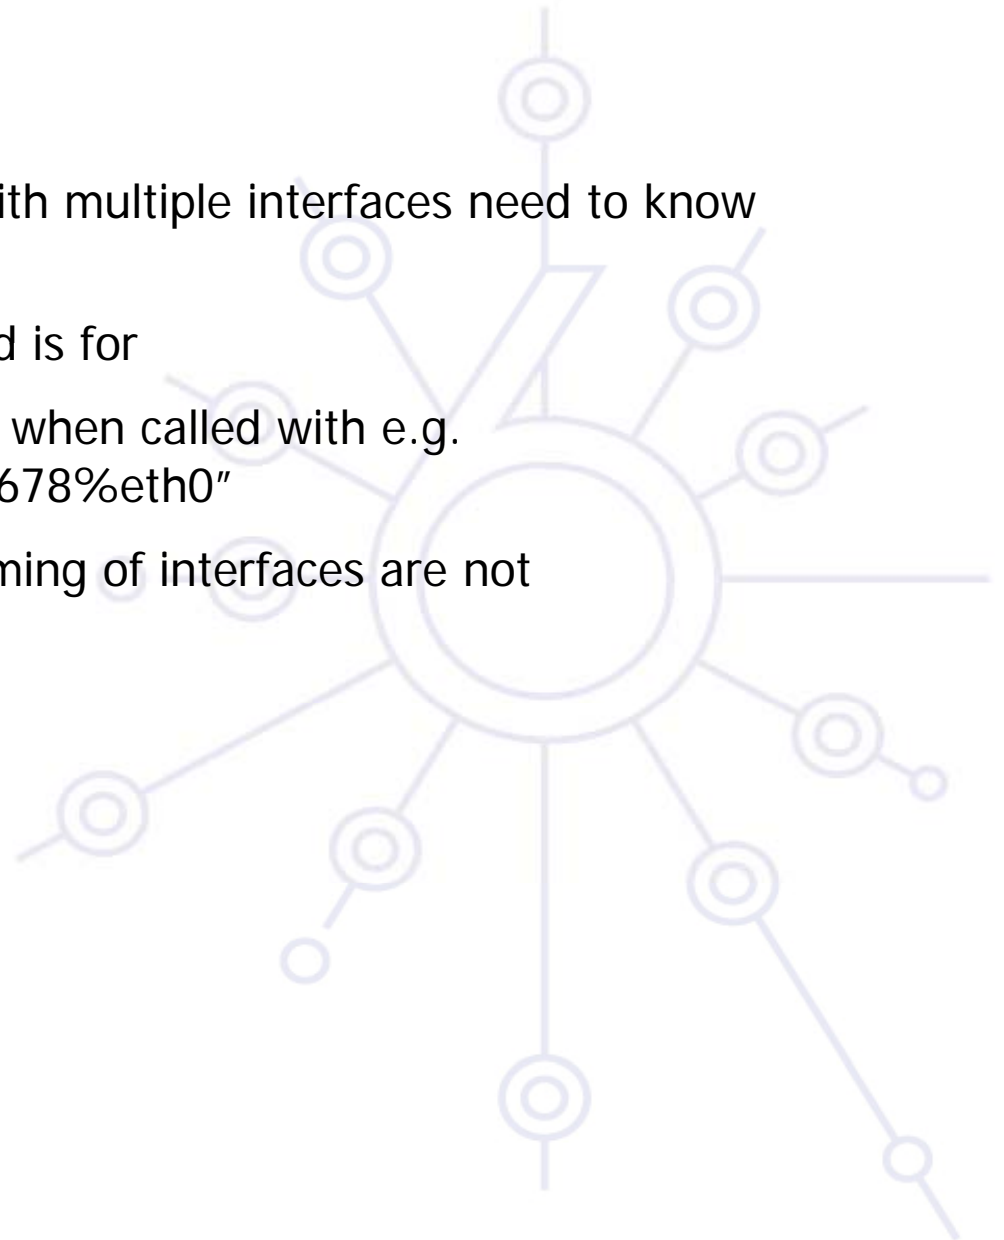 ith multiple interfaces need to know
d is for
when called with e.g.
678%eth0”
ming of interfaces are not